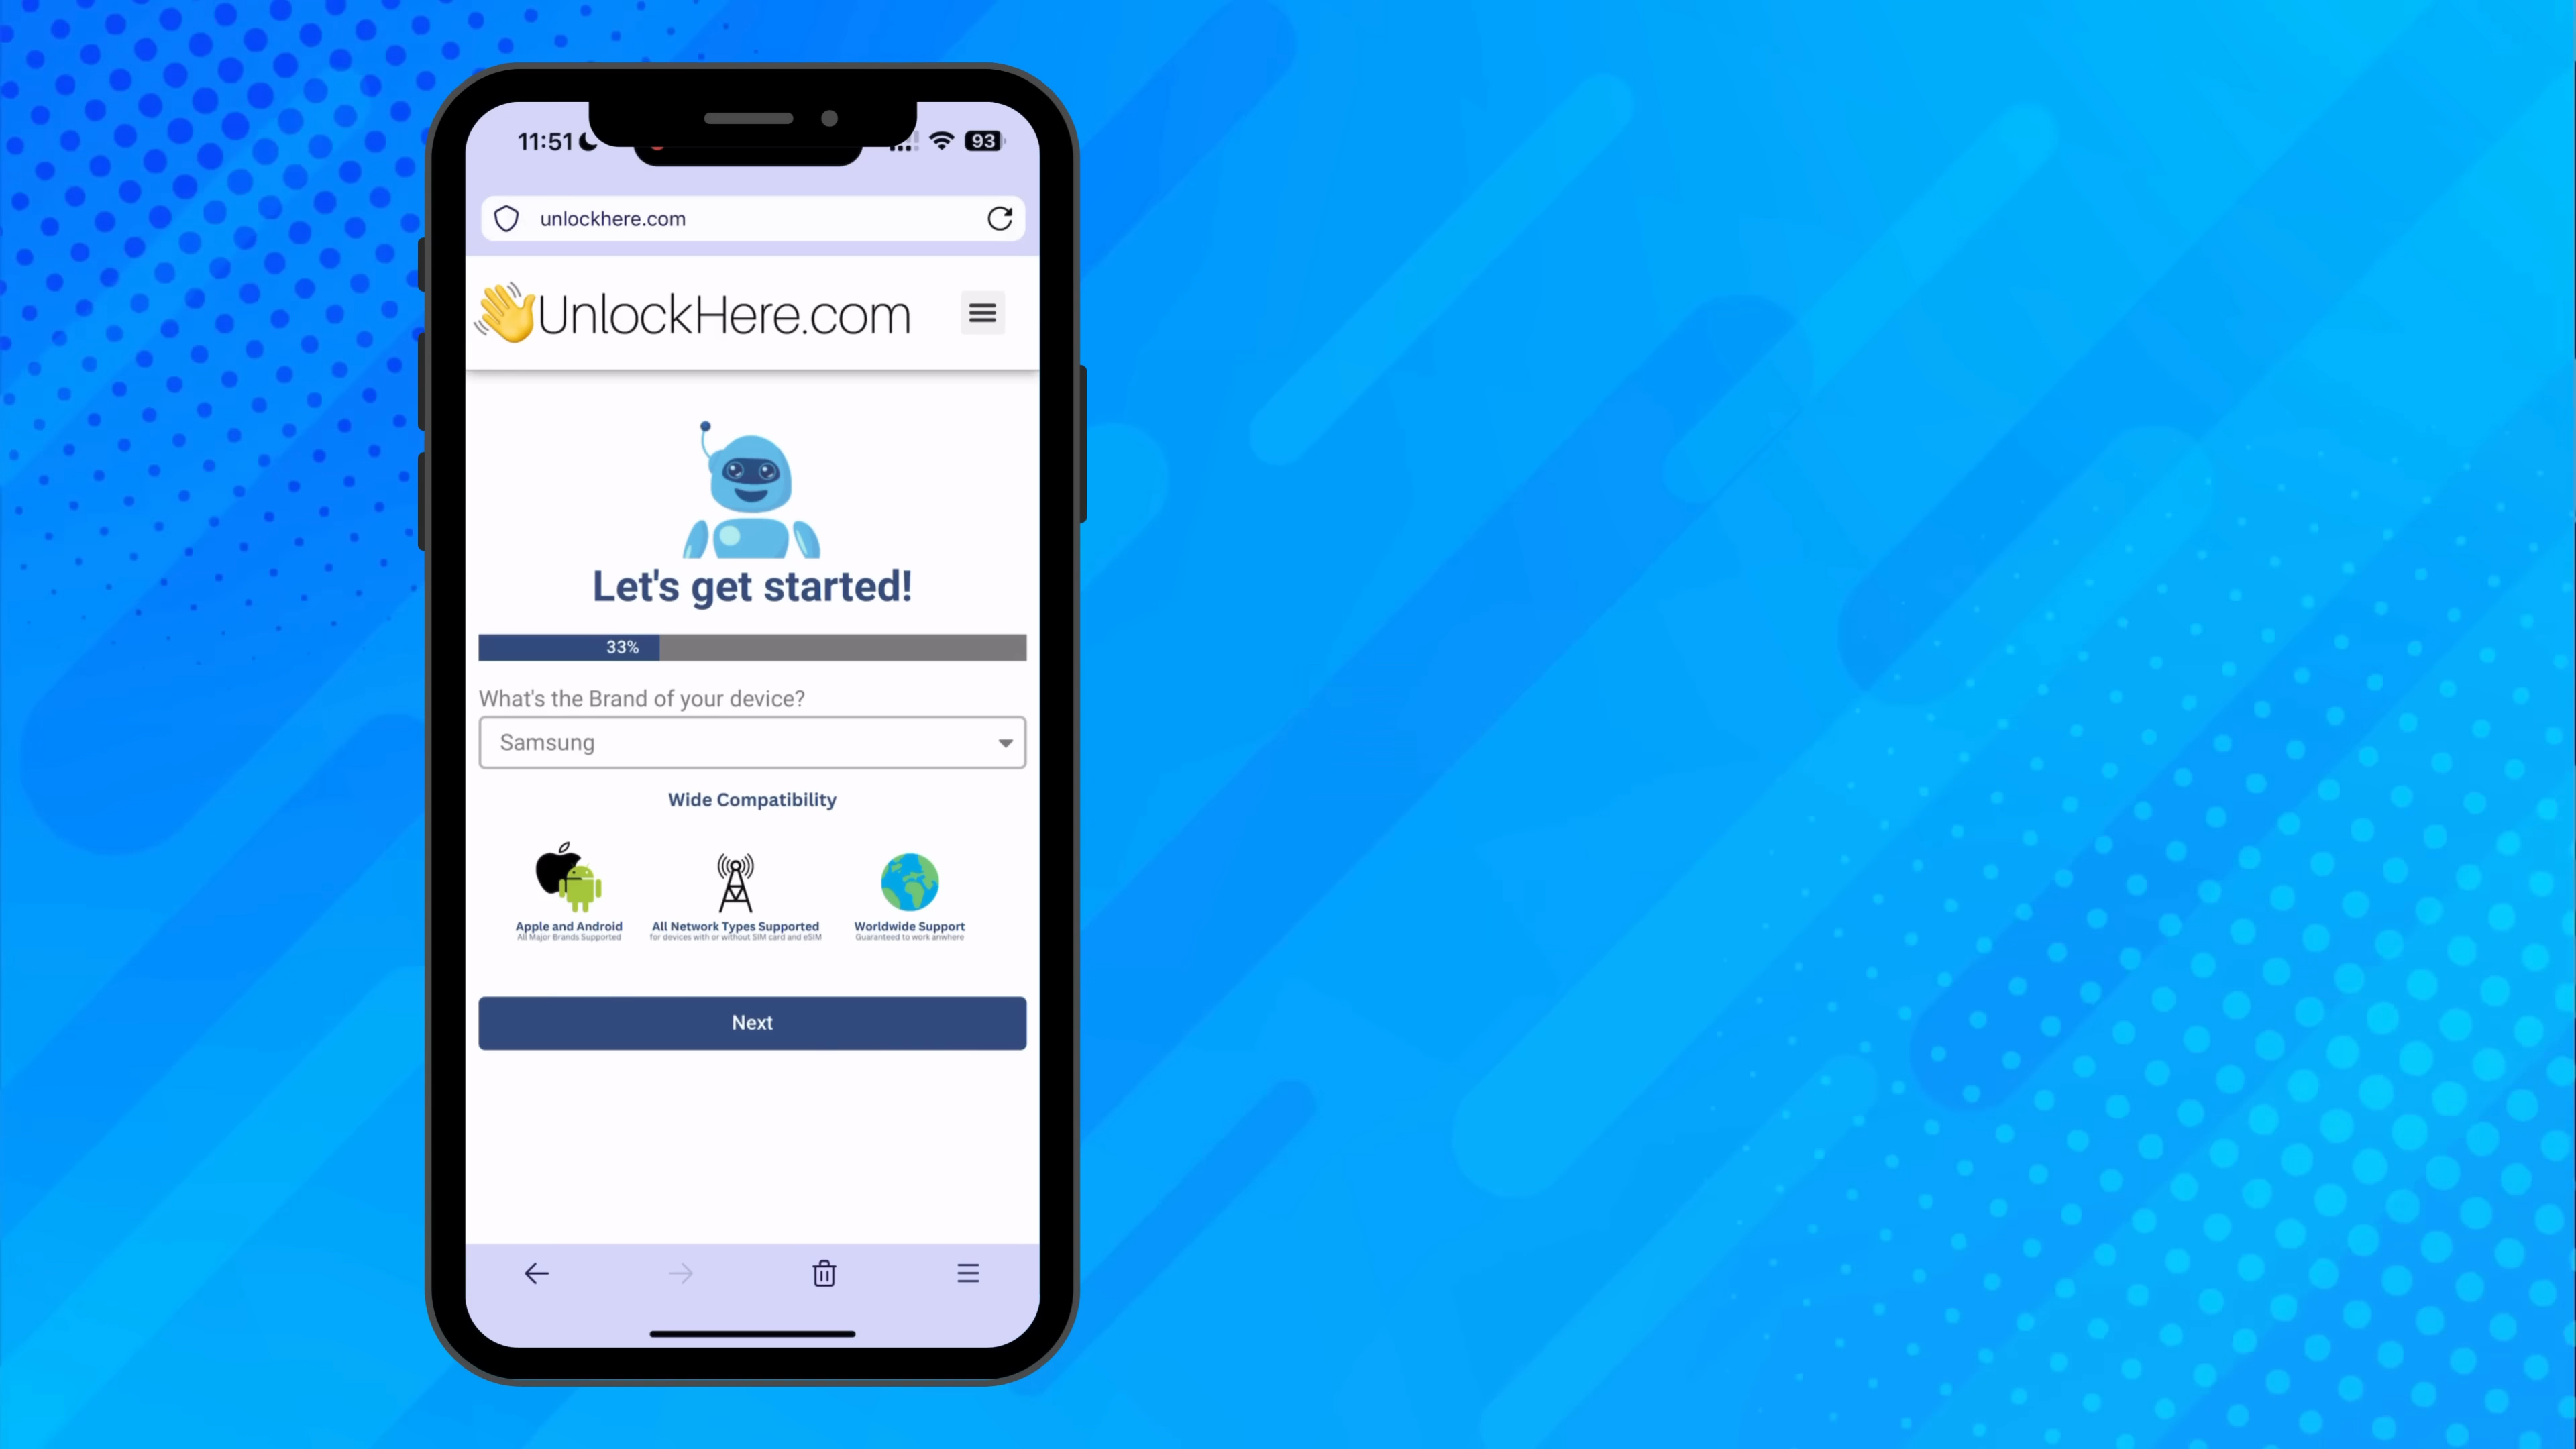 11:51
93
unlockhere.com
UnlockHere.com
Let's get started!
33%
What's the Brand of your device?
Samsung
Wide Compatibility
Apple and Android
All Major Brands Supported
All Network Types Supported
for devices with or without SIM card and eSIM
Worldwide Support
Guaranteed to work anwhere
Next